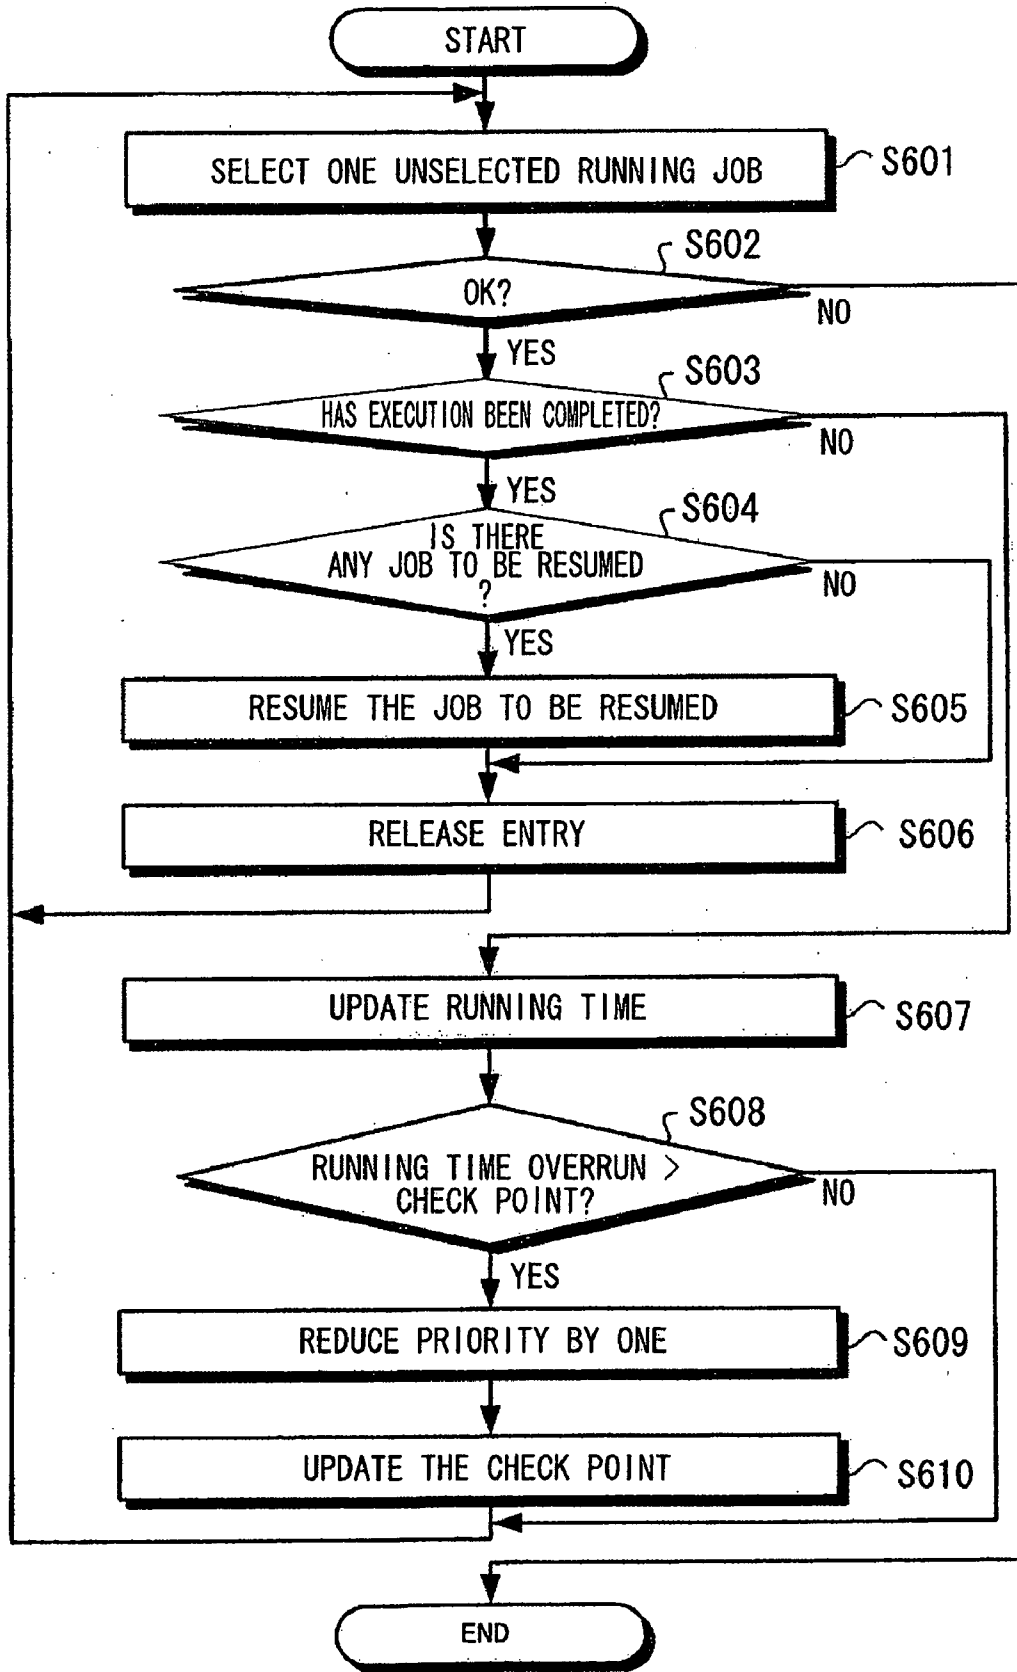 START
SELECT ONE UNSELECTED RUNNING JOB
S601
S602
OK?
NO
YES
S603
HAS EXECUTION BEEN COMPLETED?
NO
YES
S604
IS THERE
ANY JOB TO BE RESUMED
?
NO
YES
RESUME THE JOB TO BE RESUMED
S605
RELEASE ENTRY
S606
UPDATE RUNNING TIME
S607
S608
RUNNING TIME OVERRUN >
CHECK POINT?
NO
YES
REDUCE PRIORITY BY ONE
S609
UPDATE THE CHECK POINT
S610
END